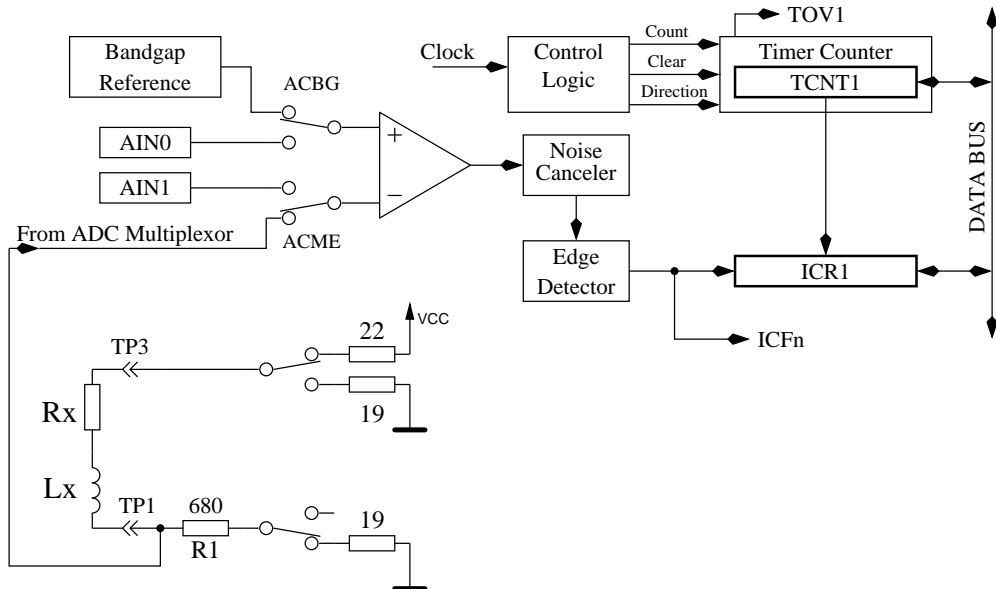 TOV1
Bandgap
Reference
ACBG
Clock
Control
Logic
Count
Clear
Direction
Timer Counter
TCNT1
AIN0
AIN1
+
−
Noise
Canceler
DATA BUS
From ADC Multiplexor
ACME
Edge
Detector
ICR1
ICFn
VCC
22
TP3
19
Rx
Lx
TP1
680
R1
19